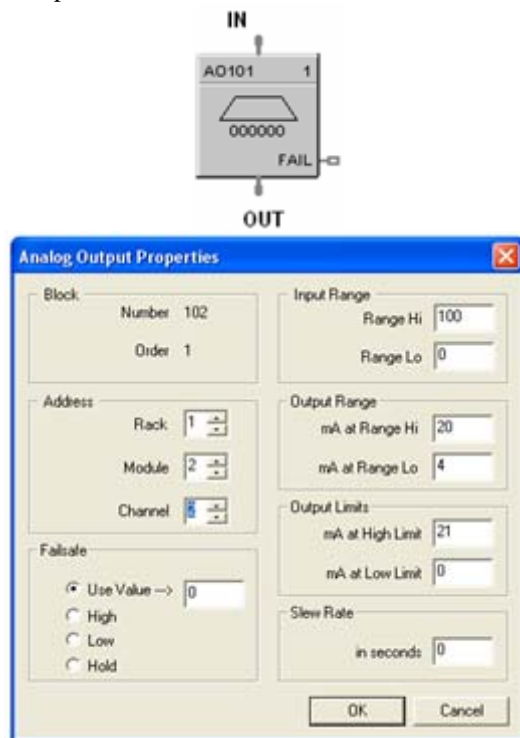 IN
AO101 1
000000
FAIL
OUT
Analog Output Properties
Block
Number 102
Order 1
Address
Rack 1
Module 2
Channel
Failsafe
Use Value --> 0
High
Low
Hold
Input Range
Range Hi 100
Range Lo 0
Output Range
mA at Range Hi 20
mA at Range Lo 4
Output Limits
mA at High Limit 21
mA at Low Limit 0
Slew Rate
in seconds 0
OK Cancel